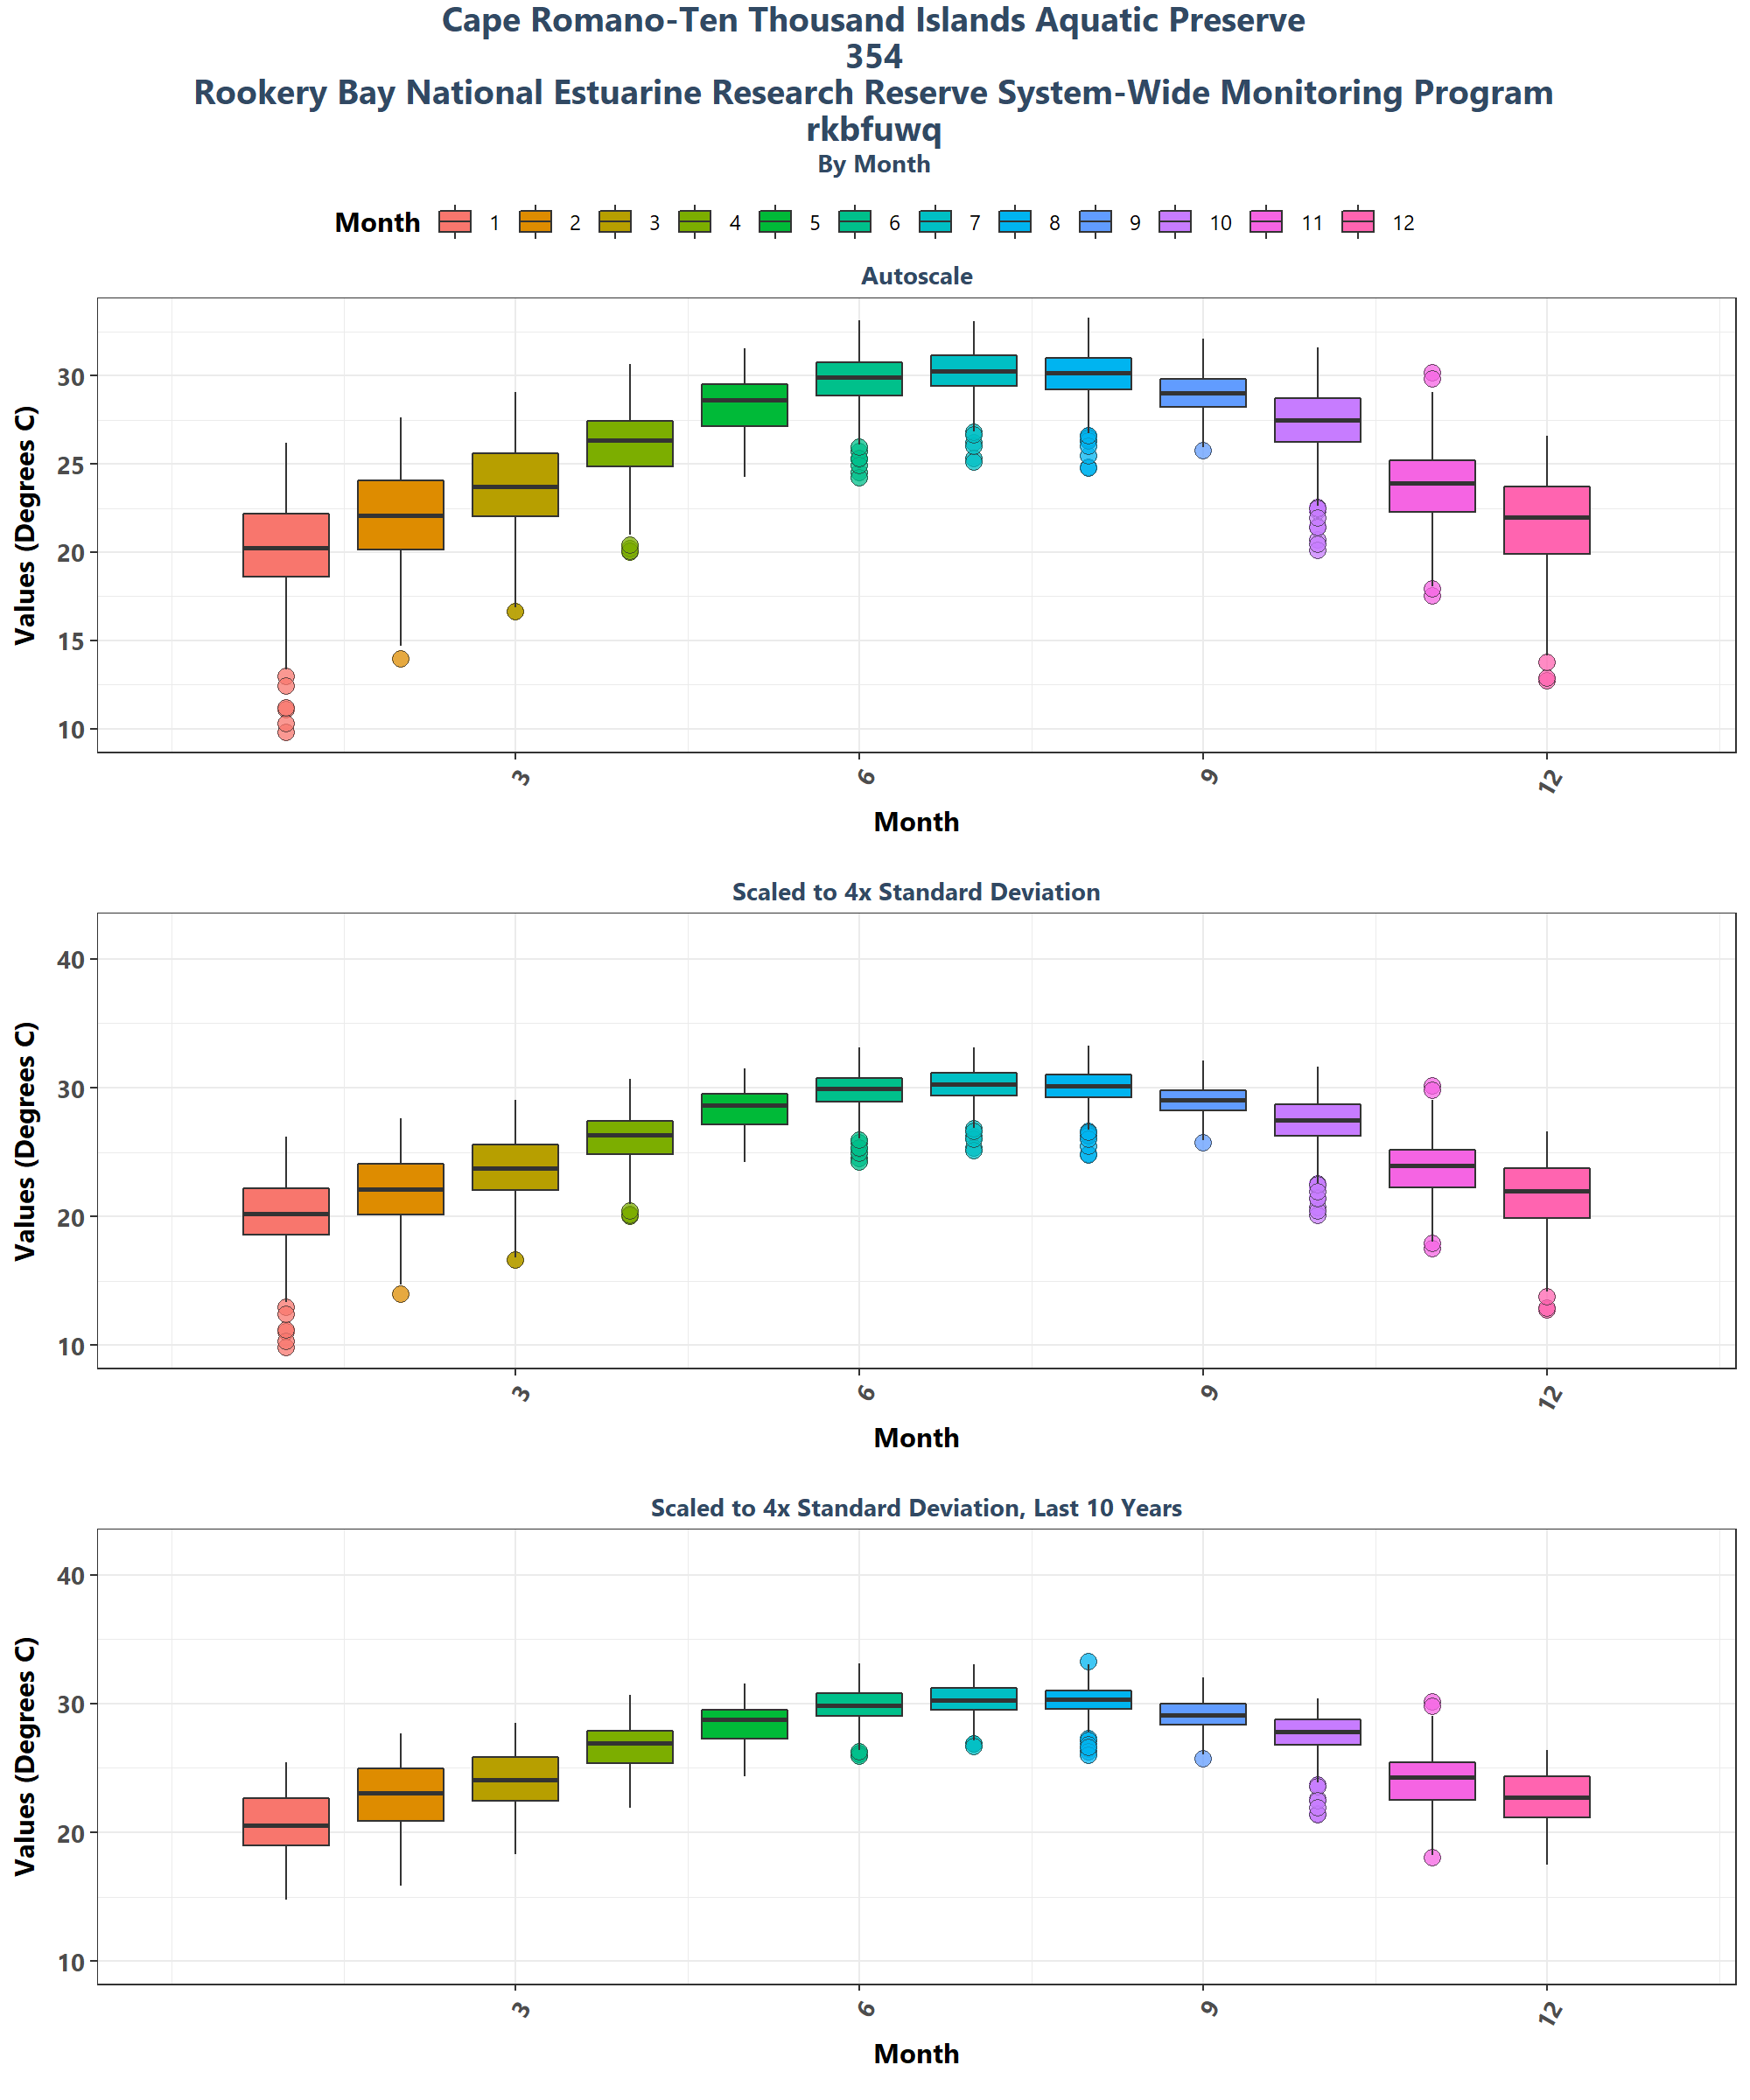 Cape Romano-Ten Thousand Islands Aquatic Preserve
354
Rookery Bay National Estuarine Research Reserve System-Wide Monitoring Program
rkbfuwq
By Month
Month 1 2 3 4 5 6 7 8 9 10 11 12
Autoscale
Values (Degrees C)
30
25
20
15
10
3 6 9 12
Month
Scaled to 4x Standard Deviation
Values (Degrees C)
40
30
20
10
3 6 9 12
Month
Scaled to 4x Standard Deviation, Last 10 Years
Values (Degrees C)
40
30
20
10
3 6 9 12
Month